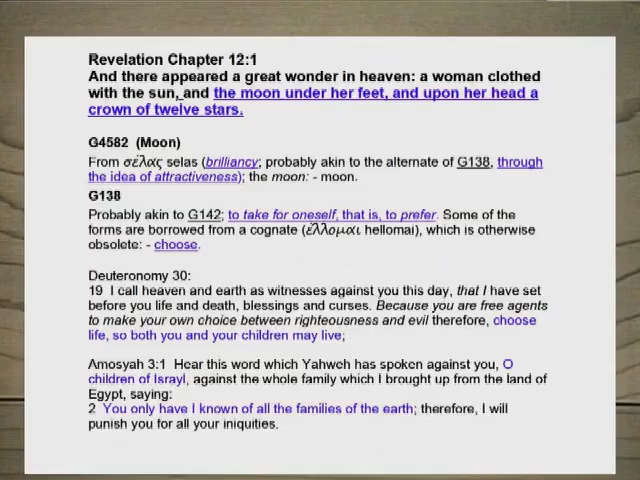 Revelation Chapter 12:1
And there appeared a great wonder in heaven: a woman clothed
with the sun, and the moon under her feet, and upon her head a
crown of twelve stars.
G4582 (Moon)
From σέλας selas (brilliancy; probably akin to the alternate of G138, through
the idea of attractiveness); the moon: - moon.
G138
Probably akin to G142; to take for oneself, that is, to prefer. Some of the
forms are borrowed from a cognate (ἑλλομαι hellomai), which is otherwise
obsolete: - choose.
Deuteronomy 30:
19 I call heaven and earth as witnesses against you this day, that I have set
before you life and death, blessings and curses. Because you are free agents
to make your own choice between righteousness and evil therefore, choose
life, so both you and your children may live;
Amosyah 3:1 Hear this word which Yahweh has spoken against you, O
children of Israyl, against the whole family which I brought up from the land of
Egypt, saying:
2 You only have I known of all the families of the earth; therefore, I will
punish you for all your iniquities.